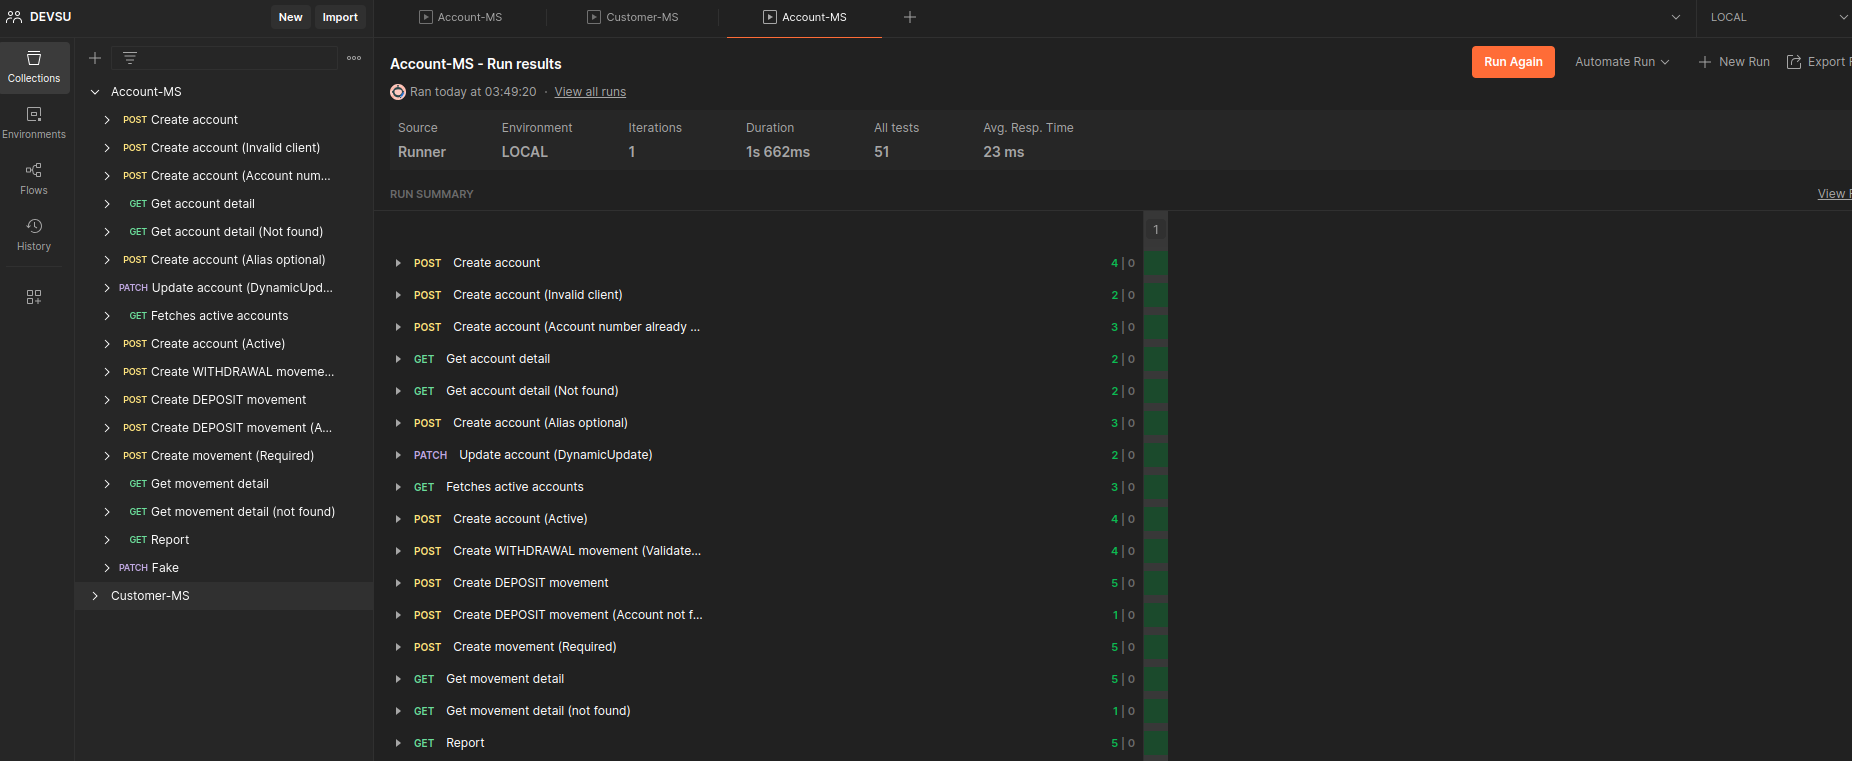 DEVSU
New
Import
Account-MS
Customer-MS
Account-MS
LOCAL
Collections
Environments
Flows
History
Account-MS
POST Create account
POST Create account (Invalid client)
POST Create account (Account num...
GET Get account detail
GET Get account detail (Not found)
POST Create account (Alias optional)
PATCH Update account (DynamicUpd...
GET Fetches active accounts
POST Create account (Active)
POST Create WITHDRAWAL moveme...
POST Create DEPOSIT movement
POST Create DEPOSIT movement (A...
POST Create movement (Required)
GET Get movement detail
GET Get movement detail (not found)
GET Report
PATCH Fake
Customer-MS
Account-MS - Run results
Run Again
Automate Run
New Run
Export
Ran today at 03:49:20 · View all runs
Source Environment Iterations Duration All tests Avg. Resp. Time
Runner LOCAL 1 1s 662ms 51 23 ms
RUN SUMMARY
View
1
POST Create account 4 | 0
POST Create account (Invalid client) 2 | 0
POST Create account (Account number already ... 3 | 0
GET Get account detail 2 | 0
GET Get account detail (Not found) 2 | 0
POST Create account (Alias optional) 3 | 0
PATCH Update account (DynamicUpdate) 2 | 0
GET Fetches active accounts 3 | 0
POST Create account (Active) 4 | 0
POST Create WITHDRAWAL movement (Validate... 4 | 0
POST Create DEPOSIT movement 5 | 0
POST Create DEPOSIT movement (Account not f... 1 | 0
POST Create movement (Required) 5 | 0
GET Get movement detail 5 | 0
GET Get movement detail (not found) 1 | 0
GET Report 5 | 0